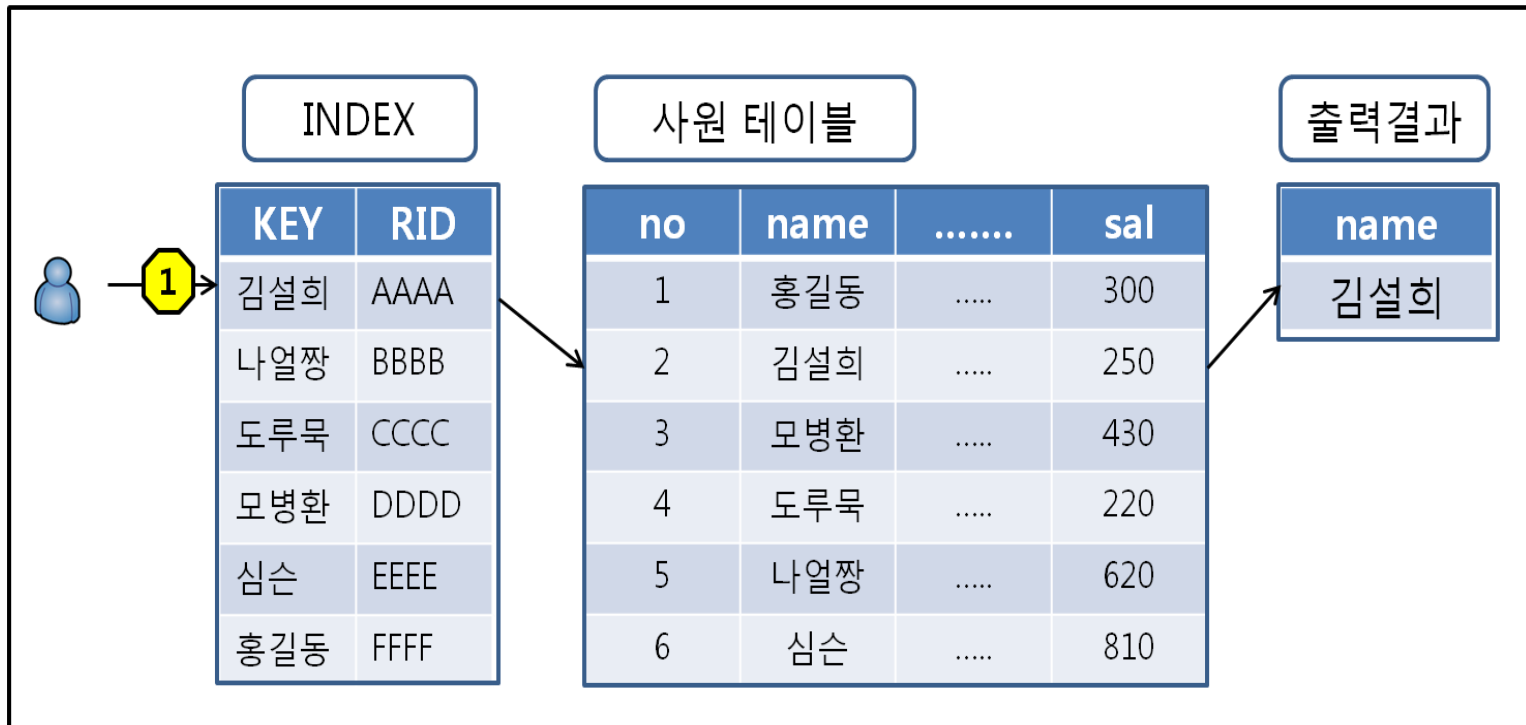 INDEX
사원 테이블
출력결과
KEY RID
김설희 AAAA
나얼짱 BBBB
도루묵 CCCC
모병환 DDDD
심슨 EEEE
홍길동 FFFF
1
no name ....... sal
1 홍길동 ..... 300
2 김설희 ..... 250
3 모병환 ..... 430
4 도루묵 ..... 220
5 나얼짱 ..... 620
6 심슨 ..... 810
name
김설희